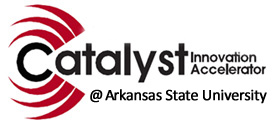 Catalyst Innovation
Accelerator
@ Arkansas State University